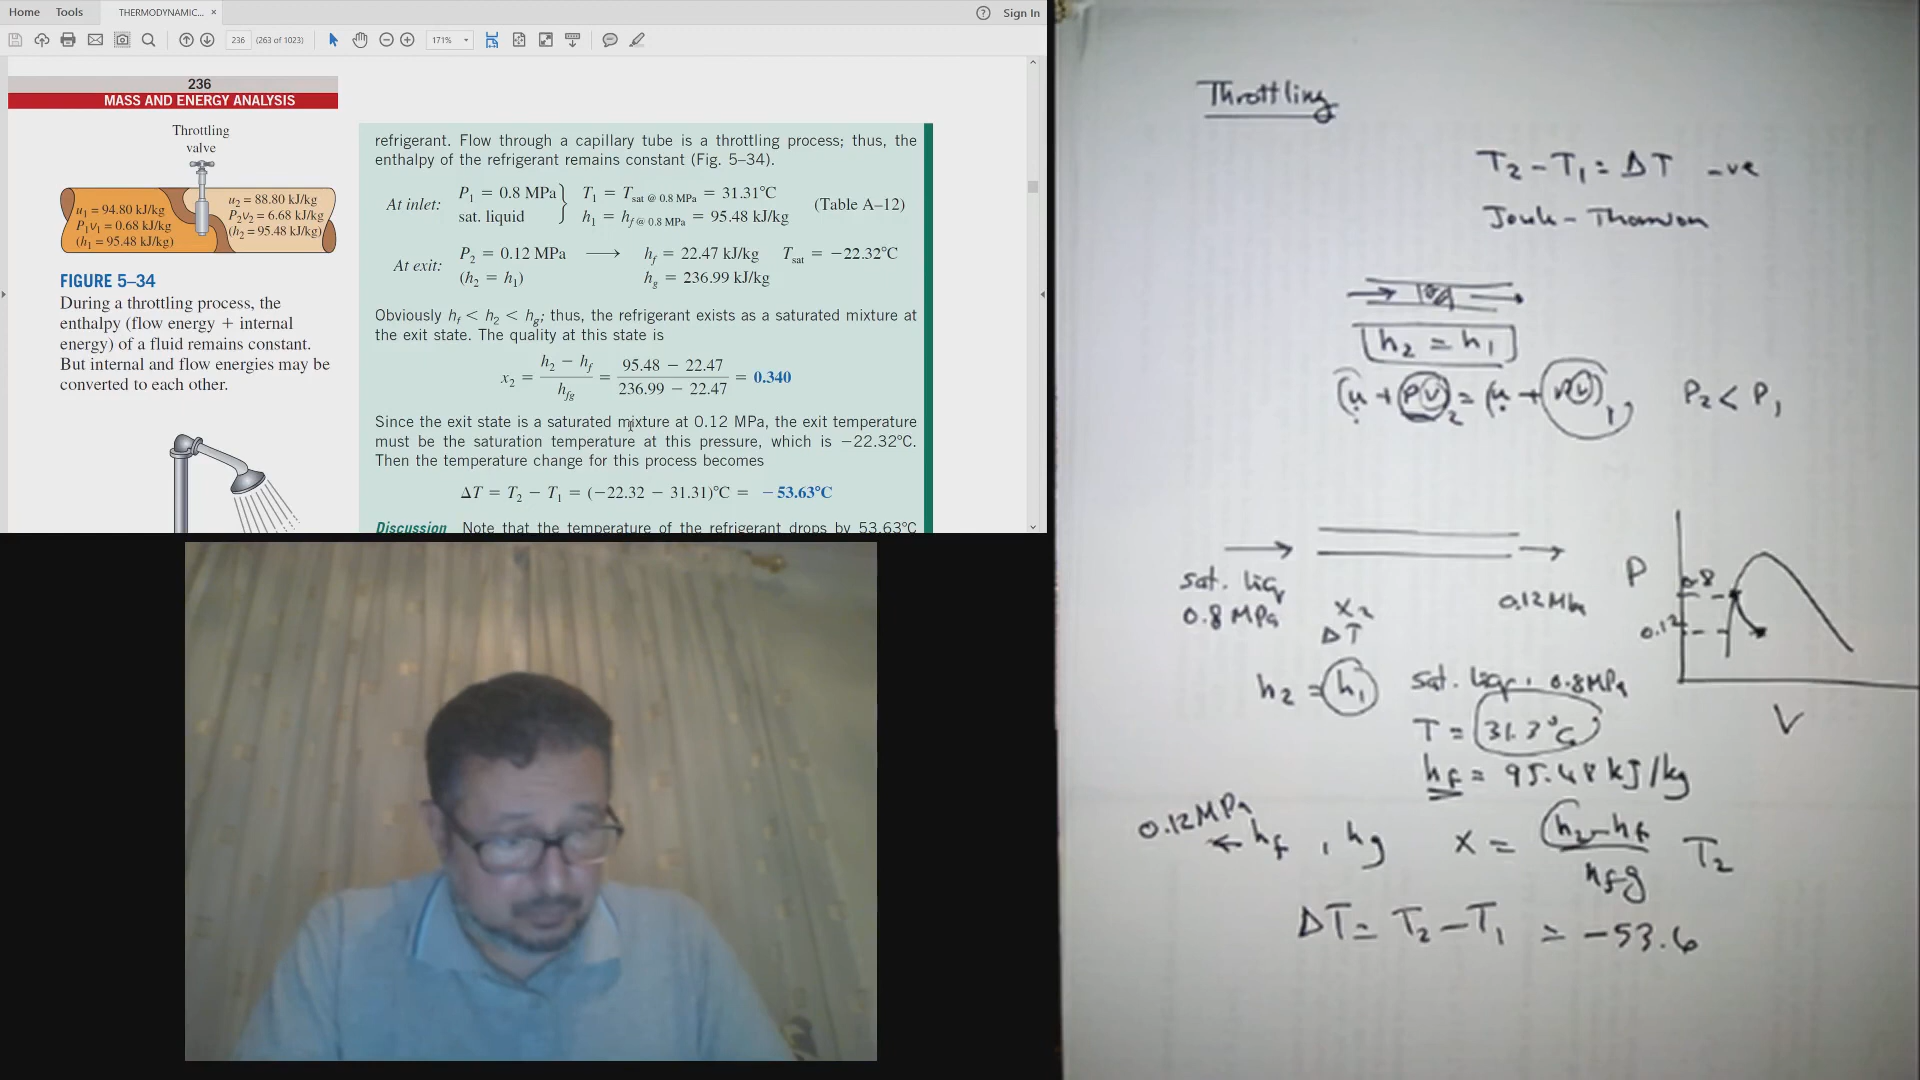 Home Tools THERMODYNAMIC... × Sign In
236 (263 of 1023) 171%
236
MASS AND ENERGY ANALYSIS
Throttling
valve
u1 = 94.80 kJ/kg
P1v1 = 0.68 kJ/kg
(h1 = 95.48 kJ/kg)
u2 = 88.80 kJ/kg
P2v2 = 6.68 kJ/kg
(h2 = 95.48 kJ/kg)
FIGURE 5–34
During a throttling process, the
enthalpy (flow energy + internal
energy) of a fluid remains constant.
But internal and flow energies may be
converted to each other.
refrigerant. Flow through a capillary tube is a throttling process; thus, the
enthalpy of the refrigerant remains constant (Fig. 5–34).
At inlet: P1 = 0.8 MPa } T1 = Tsat @ 0.8 MPa = 31.31°C
sat. liquid h1 = hf @ 0.8 MPa = 95.48 kJ/kg (Table A–12)
At exit: P2 = 0.12 MPa ⟶ hf = 22.47 kJ/kg Tsat = −22.32°C
(h2 = h1) hg = 236.99 kJ/kg
Obviously hf < h2 < hg; thus, the refrigerant exists as a saturated mixture at
the exit state. The quality at this state is
x2 = (h2 − hf) / hfg = (95.48 − 22.47) / (236.99 − 22.47) = 0.340
Since the exit state is a saturated mixture at 0.12 MPa, the exit temperature
must be the saturation temperature at this pressure, which is −22.32°C.
Then the temperature change for this process becomes
ΔT = T2 − T1 = (−22.32 − 31.31)°C = −53.63°C
Discussion Note that the temperature of the refrigerant drops by 53.63°C
Throttling
T2 − T1 = ΔT -ve
Joule - Thomson
h2 = h1
(u + Pv)2 = (u + Pv)1 P2 < P1
sat. liq
0.8 MPa
x2
ΔT
0.12 MPa
P
0.8
0.12
V
h2 = h1 sat. liq, 0.8 MPa
T = 31.3°C
hf = 95.48 kJ/kg
0.12 MPa
← hf , hg x = (h2 − hf) / hfg T2
ΔT = T2 − T1 = −53.6